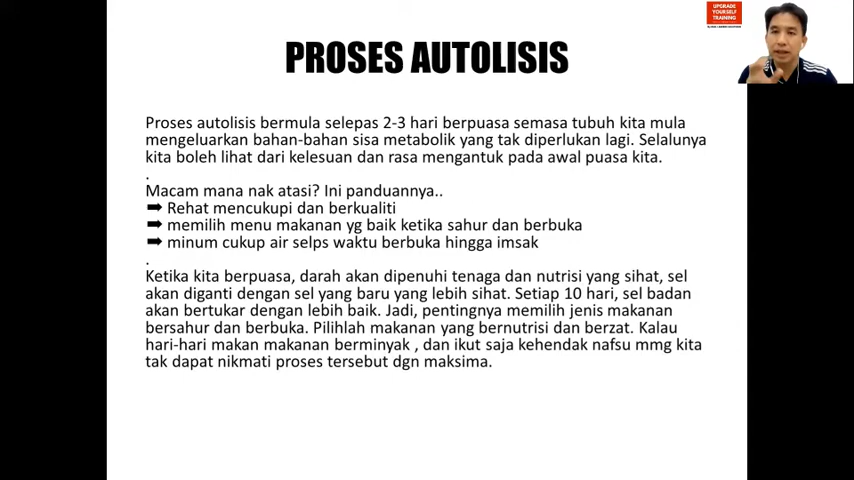 UPGRADE
YOURSELF
TRAINING
PROSES AUTOLISIS
Proses autolisis bermula selepas 2-3 hari berpuasa semasa tubuh kita mula
mengeluarkan bahan-bahan sisa metabolik yang tak diperlukan lagi. Selalunya
kita boleh lihat dari kelesuan dan rasa mengantuk pada awal puasa kita.
.
Macam mana nak atasi? Ini panduannya..
➡ Rehat mencukupi dan berkualiti
➡ memilih menu makanan yg baik ketika sahur dan berbuka
➡ minum cukup air selps waktu berbuka hingga imsak
.
Ketika kita berpuasa, darah akan dipenuhi tenaga dan nutrisi yang sihat, sel
akan diganti dengan sel yang baru yang lebih sihat. Setiap 10 hari, sel badan
akan bertukar dengan lebih baik. Jadi, pentingnya memilih jenis makanan
bersahur dan berbuka. Pilihlah makanan yang bernutrisi dan berzat. Kalau
hari-hari makan makanan berminyak , dan ikut saja kehendak nafsu mmg kita
tak dapat nikmati proses tersebut dgn maksima.